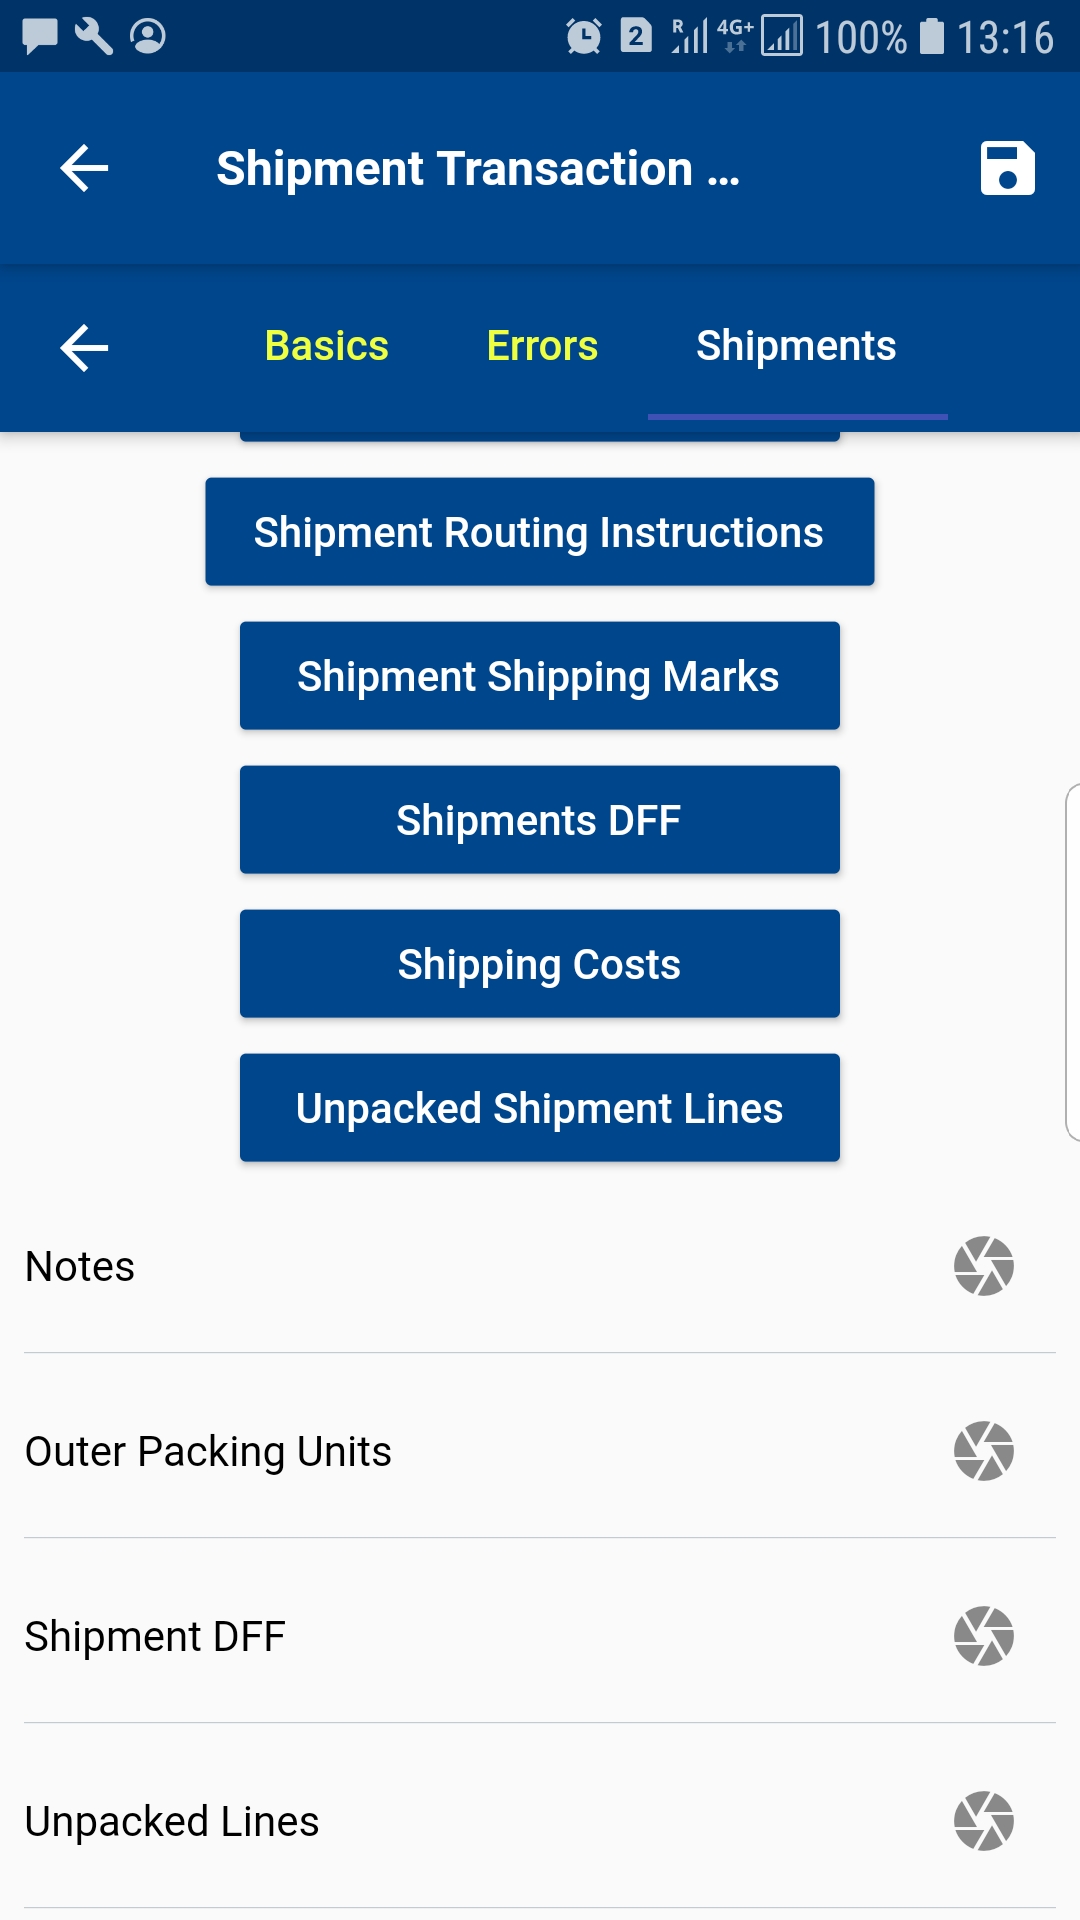 2 R 4G+ 100% 13:16
Shipment Transaction ...
Basics Errors Shipments
Shipment Routing Instructions
Shipment Shipping Marks
Shipments DFF
Shipping Costs
Unpacked Shipment Lines
Notes
Outer Packing Units
Shipment DFF
Unpacked Lines